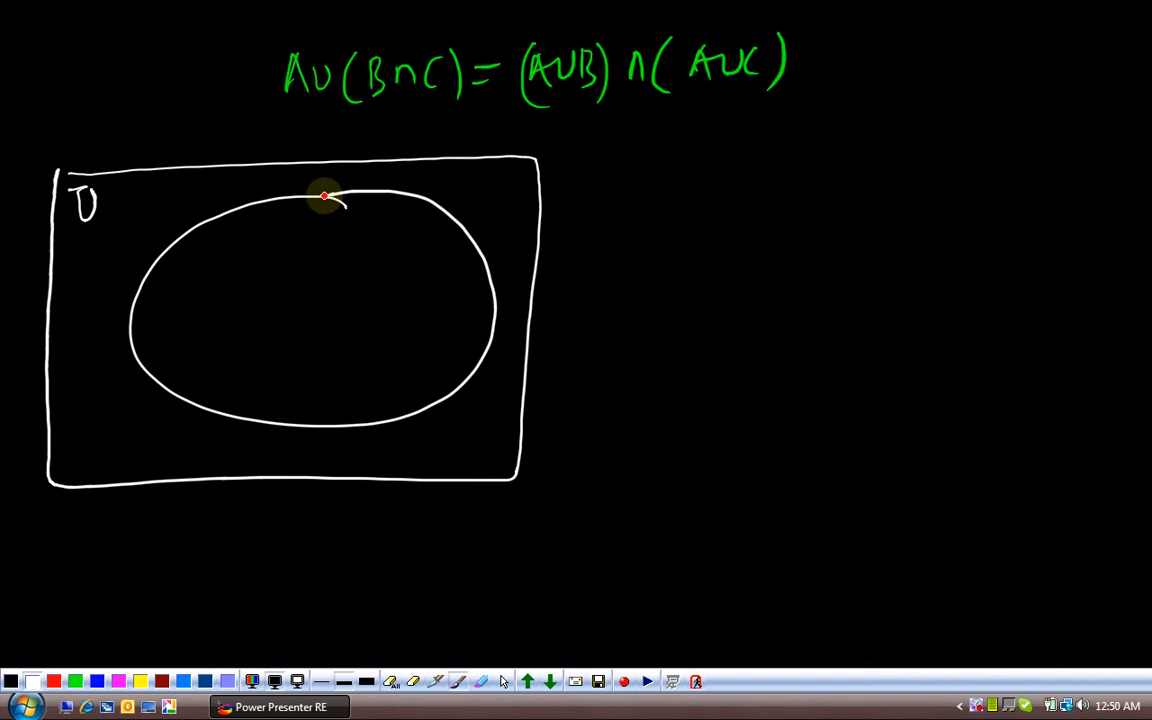 A∪(B∩C)=(A∪B)∩(A∪C)
U
Power Presenter RE
12:50 AM